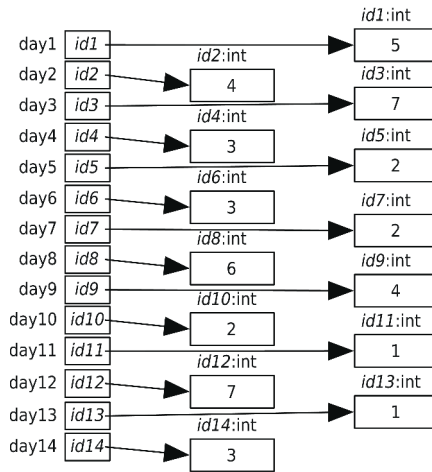 id1:int
day1 id1 5
id2:int
day2 id2 4
id3:int
day3 id3 7
id4:int
day4 id4 3
id5:int
day5 id5 2
id6:int
day6 id6 3
id7:int
day7 id7 2
id8:int
day8 id8 6
id9:int
day9 id9 4
id10:int
day10 id10 2
id11:int
day11 id11 1
id12:int
day12 id12 7
id13:int
day13 id13 1
id14:int
day14 id14 3